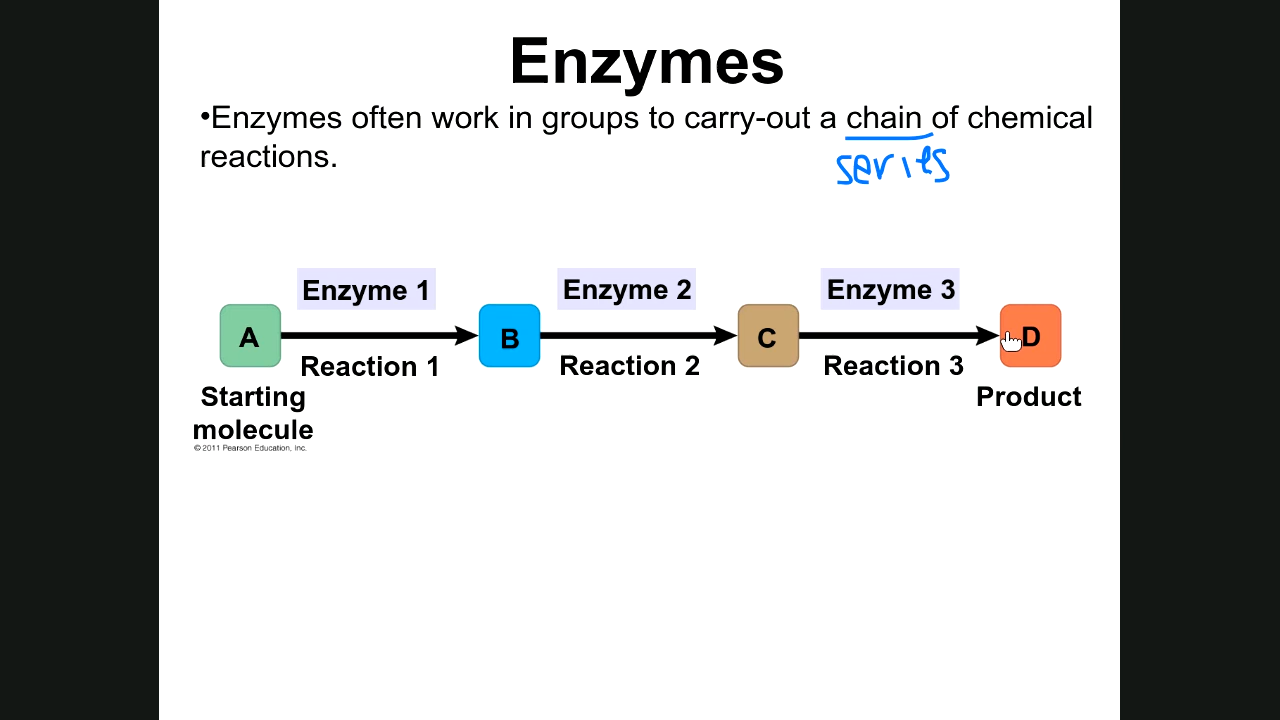 Enzymes
•Enzymes often work in groups to carry-out a chain of chemical
reactions.
series
Enzyme 1
Enzyme 2
Enzyme 3
A
B
C
D
Reaction 1
Reaction 2
Reaction 3
Starting
molecule
Product
© 2011 Pearson Education, Inc.